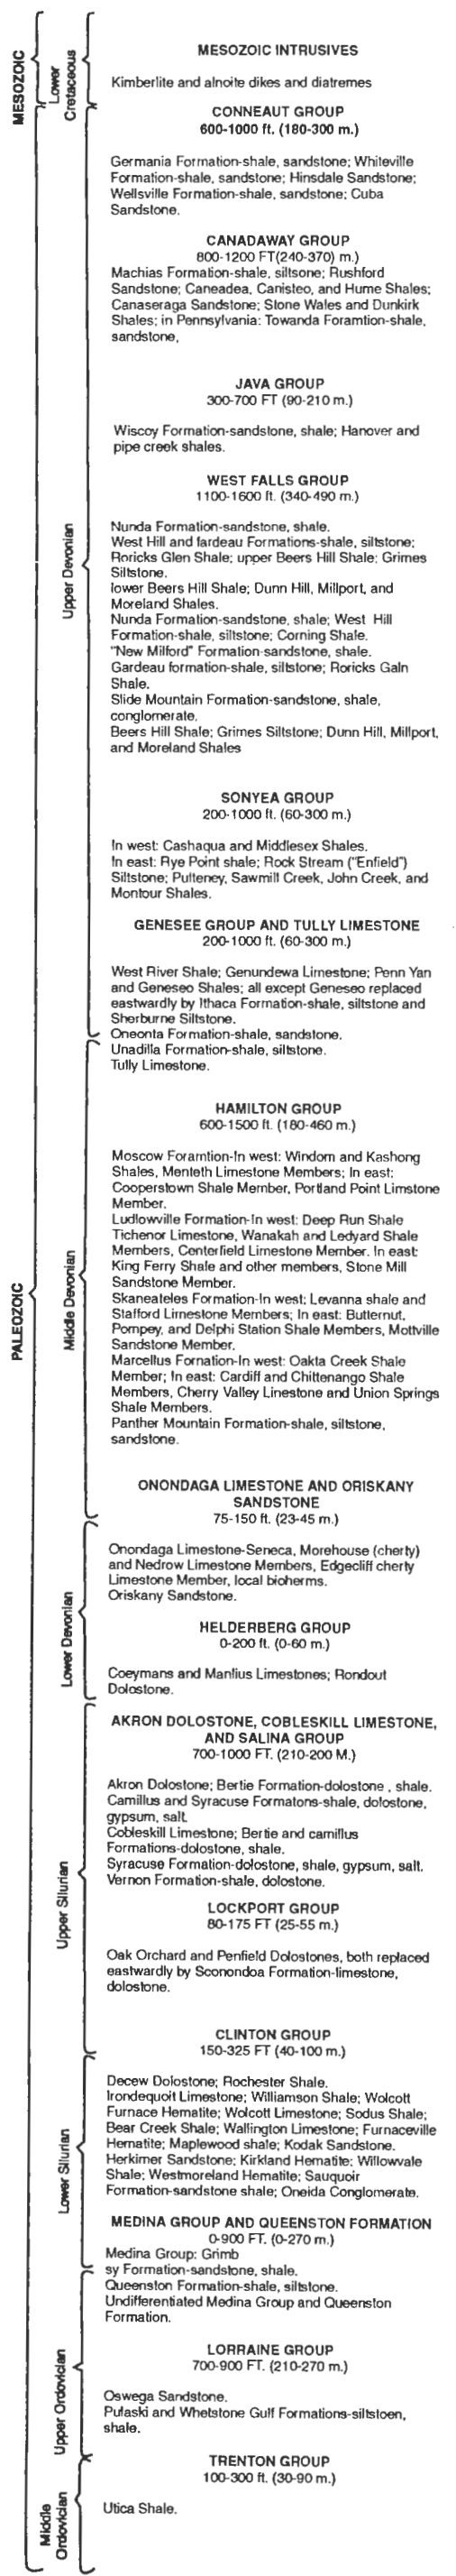 MESOZOIC
Lower
Cretaceous
MESOZOIC INTRUSIVES
Kimberlite and alnoite dikes and diatremes
PALEOZOIC
Upper Devonian
CONNEAUT GROUP
600-1000 ft. (180-300 m.)
Germania Formation-shale, sandstone; Whiteville
Formation-shale, sandstone; Hinsdale Sandstone;
Wellsville Formation-shale, sandstone; Cuba
Sandstone.
CANADAWAY GROUP
800-1200 FT(240-370) m.)
Machias Formation-shale, siltsone; Rushford
Sandstone; Caneadea, Canisteo, and Hume Shales;
Canaseraga Sandstone; Stone Wales and Dunkirk
Shales; in Pennsylvania: Towanda Foramtion-shale,
sandstone,
JAVA GROUP
300-700 FT (90-210 m.)
Wiscoy Formation-sandstone, shale; Hanover and
pipe creek shales.
WEST FALLS GROUP
1100-1600 ft. (340-490 m.)
Nunda Formation-sandstone, shale.
West Hill and fardeau Formations-shale, siltstone;
Roricks Glen Shale; upper Beers Hill Shale; Grimes
Siltstone.
lower Beers Hill Shale; Dunn Hill, Millport, and
Moreland Shales.
Nunda Formation-sandstone, shale; West Hill
Formation-shale, siltstone; Corning Shale.
"New Milford" Formation-sandstone, shale.
Gardeau formation-shale, siltstone; Roricks Galn
Shale.
Slide Mountain Formation-sandstone, shale,
conglomerate.
Beers Hill Shale; Grimes Siltstone; Dunn Hill, Millport,
and Moreland Shales
SONYEA GROUP
200-1000 ft. (60-300 m.)
In west: Cashaqua and Middlesex Shales.
In east: Rye Point shale; Rock Stream ("Enfield")
Siltstone; Pulteney, Sawmill Creek, John Creek, and
Montour Shales.
GENESEE GROUP AND TULLY LIMESTONE
200-1000 ft. (60-300 m.)
West River Shale; Genundewa Limestone; Penn Yan
and Geneseo Shales; all except Geneseo replaced
eastwardly by Ithaca Formation-shale, siltstone and
Sherburne Siltstone.
Oneonta Formation-shale, sandstone.
Unadilla Formation-shale, siltstone.
Tully Limestone.
Middle Devonian
HAMILTON GROUP
600-1500 ft. (180-460 m.)
Moscow Foramtion-In west: Windom and Kashong
Shales, Menteth Limestone Members; In east:
Cooperstown Shale Member, Portland Point Limstone
Member.
Ludlowville Formation-In west: Deep Run Shale
Tichenor Limestone, Wanakah and Ledyard Shale
Members, Centerfield Limestone Member. In east:
King Ferry Shale and other members, Stone Mill
Sandstone Member.
Skaneateles Formation-In west: Levanna shale and
Stafford Limestone Members; In east: Butternut,
Pompey, and Delphi Station Shale Members, Mottville
Sandstone Member.
Marcellus Fornation-In west: Oakta Creek Shale
Member; In east: Cardiff and Chittenango Shale
Members, Cherry Valley Linestone and Union Springs
Shale Members.
Panther Mountain Formation-shale, siltstone,
sandstone.
ONONDAGA LIMESTONE AND ORISKANY
SANDSTONE
75-150 ft. (23-45 m.)
Lower Devonian
Onondaga Limestone-Seneca, Morehouse (cherty)
and Nedrow Limestone Members, Edgecliff cherty
Limestone Member, local bioherms.
Oriskany Sandstone.
HELDERBERG GROUP
0-200 ft. (0-60 m.)
Coeymans and Manlius Limestones; Rondout
Dolostone.
Upper Silurian
AKRON DOLOSTONE, COBLESKILL LIMESTONE,
AND SALINA GROUP
700-1000 FT. (210-200 M.)
Akron Dolostone; Bertie Formation-dolostone , shale.
Camillus and Syracuse Formatons-shale, dolostone,
gypsum, salt.
Cobleskill Limestone; Bertie and camillus
Formations-dolostone, shale.
Syracuse Formation-dolostone, shale, gypsum, salt.
Vernon Formation-shale, dolostone.
LOCKPORT GROUP
80-175 FT (25-55 m.)
Oak Orchard and Penfield Dolostones, both replaced
eastwardly by Sconondoa Formation-limestone,
dolostone.
CLINTON GROUP
150-325 FT (40-100 m.)
Lower Silurian
Decew Dolostone; Rochester Shale.
Irondequoit Limestone; Williamson Shale; Wolcott
Furnace Hematite; Wolcott Limestone; Sodus Shale;
Bear Creek Shale; Wallington Limestone; Furnaceville
Hematite; Maplewood shale; Kodak Sandstone.
Herkimer Sandstone; Kirkland Hematite; Willowvale
Shale; Westmoreland Hematite; Sauquoir
Formation-sandstone shale; Oneida Conglomerate.
MEDINA GROUP AND QUEENSTON FORMATION
0-900 FT. (0-270 m.)
Medina Group: Grimb
sy Formation-sandstone, shale.
Queenston Formation-shale, siltstone.
Undifferentiated Medina Group and Queenston
Formation.
Upper Ordovician
LORRAINE GROUP
700-900 FT. (210-270 m.)
Oswega Sandstone.
Pulaski and Whetstone Gulf Formations-siltstoen,
shale.
Middle
Ordovician
TRENTON GROUP
100-300 ft. (30-90 m.)
Utica Shale.